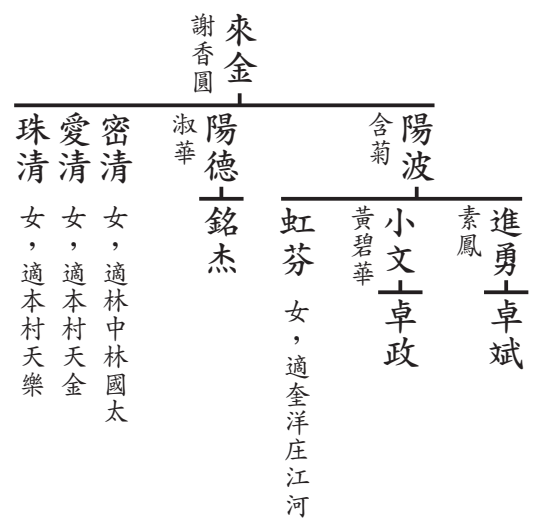 來金
謝香圓
陽波
含菊
陽德
淑華
密清 女，適林中林國太
愛清 女，適本村天金
珠清 女，適本村天樂
進勇
素鳳
小文
黃碧華
虹芬 女，適奎洋庄江河
銘杰
卓斌
卓政